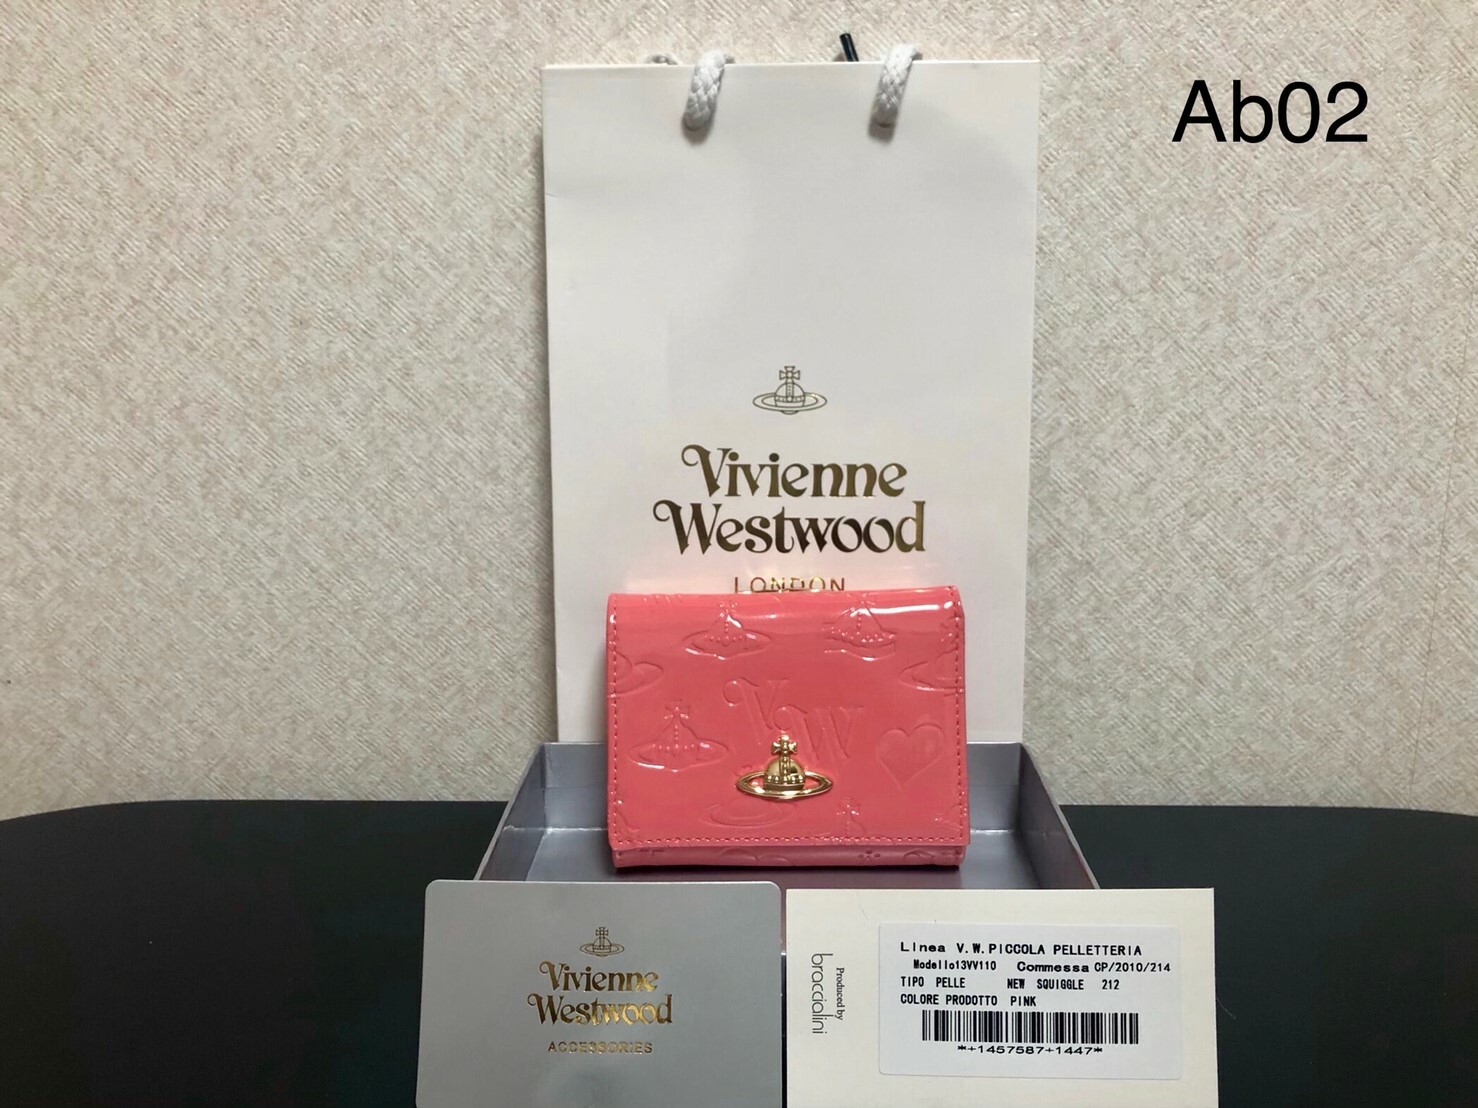 Ab02
Vivienne
Westwood
LONDON
VW
Vivienne
Westwood
ACCESSORIES
Produced by
braccialini
Linea V.W.PICCOLA PELLETTERIA
Modello13VV110 Commessa CP/2010/214
TIPO PELLE NEW SQUIGGLE 212
COLORE PRODOTTO PINK
*+1457587+1447*